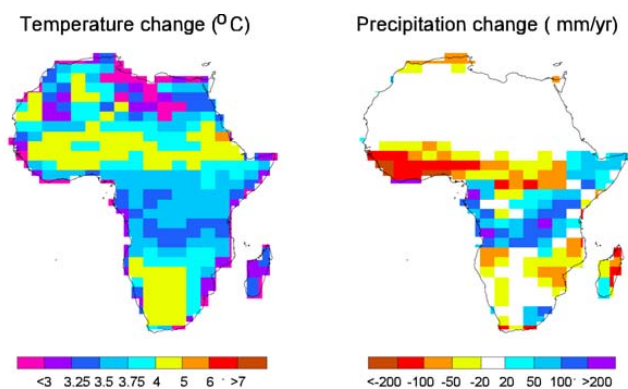 Temperature change (°C)
Precipitation change ( mm/yr)
<3 3.25 3.5 3.75 4 5 6 >7
<-200 -100 -50 -20 20 50 100 >200